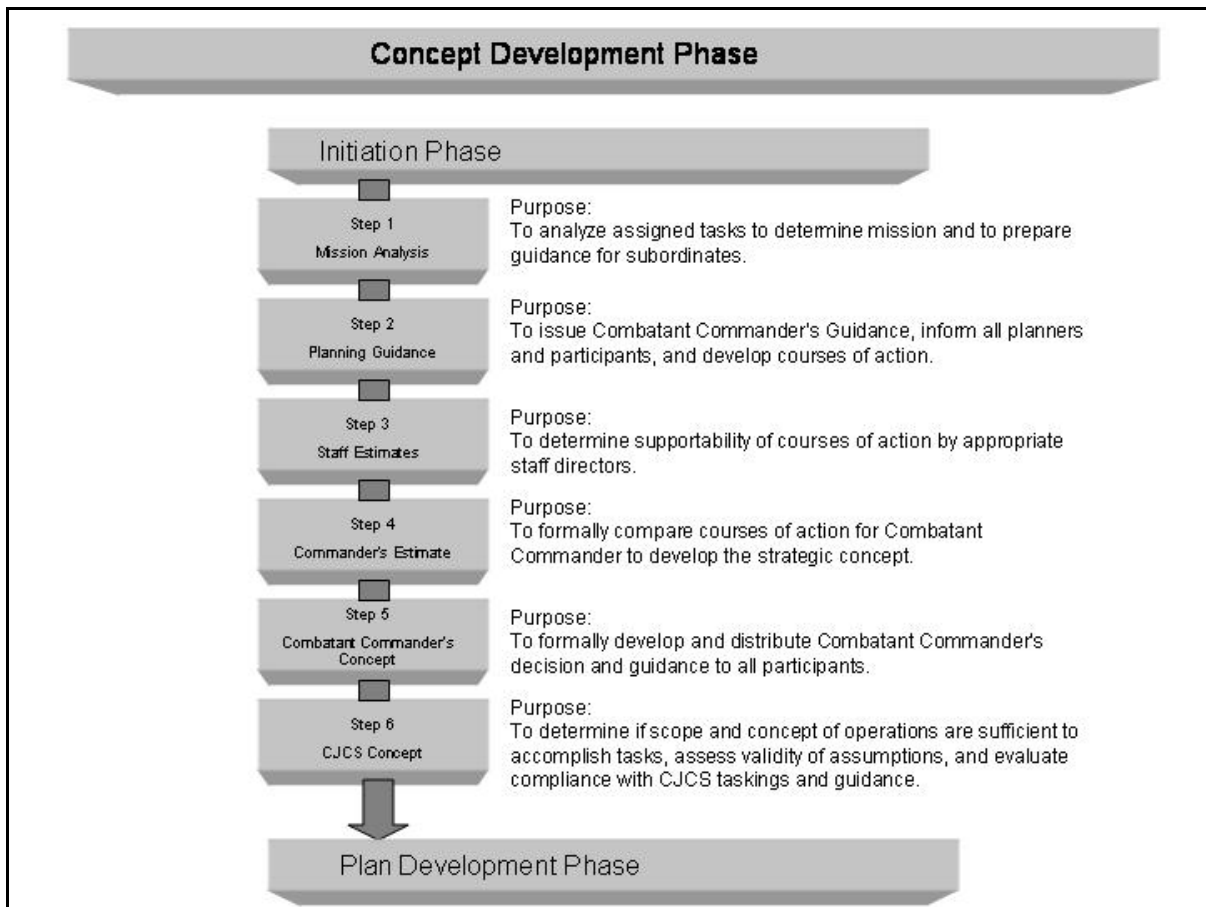 Concept Development Phase
Initiation Phase
Step 1
Mission Analysis
Purpose:
To analyze assigned tasks to determine mission and to prepare
guidance for subordinates.
Step 2
Planning Guidance
Purpose:
To issue Combatant Commander's Guidance, inform all planners
and participants, and develop courses of action.
Step 3
Staff Estimates
Purpose:
To determine supportability of courses of action by appropriate
staff directors.
Step 4
Commander's Estimate
Purpose:
To formally compare courses of action for Combatant
Commander to develop the strategic concept.
Step 5
Combatant Commander's
Concept
Purpose:
To formally develop and distribute Combatant Commander's
decision and guidance to all participants.
Step 6
CJCS Concept
Purpose:
To determine if scope and concept of operations are sufficient to
accomplish tasks, assess validity of assumptions, and evaluate
compliance with CJCS taskings and guidance.
Plan Development Phase